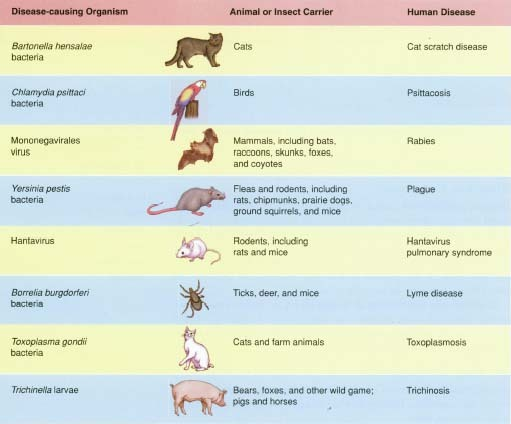 Disease-causing Organism Animal or Insect Carrier Human Disease
Bartonella hensalae Cats Cat scratch disease
bacteria
Chlamydia psittaci Birds Psittacosis
bacteria
Mononegavirales Mammals, including bats, Rabies
virus raccoons, skunks, foxes,
and coyotes
Yersinia pestis Fleas and rodents, including Plague
bacteria rats, chipmunks, prairie dogs,
ground squirrels, and mice
Hantavirus Rodents, including Hantavirus
rats and mice pulmonary syndrome
Borrelia burgdorferi Ticks, deer, and mice Lyme disease
bacteria
Toxoplasma gondii Cats and farm animals Toxoplasmosis
bacteria
Trichinella larvae Bears, foxes, and other wild game; Trichinosis
pigs and horses